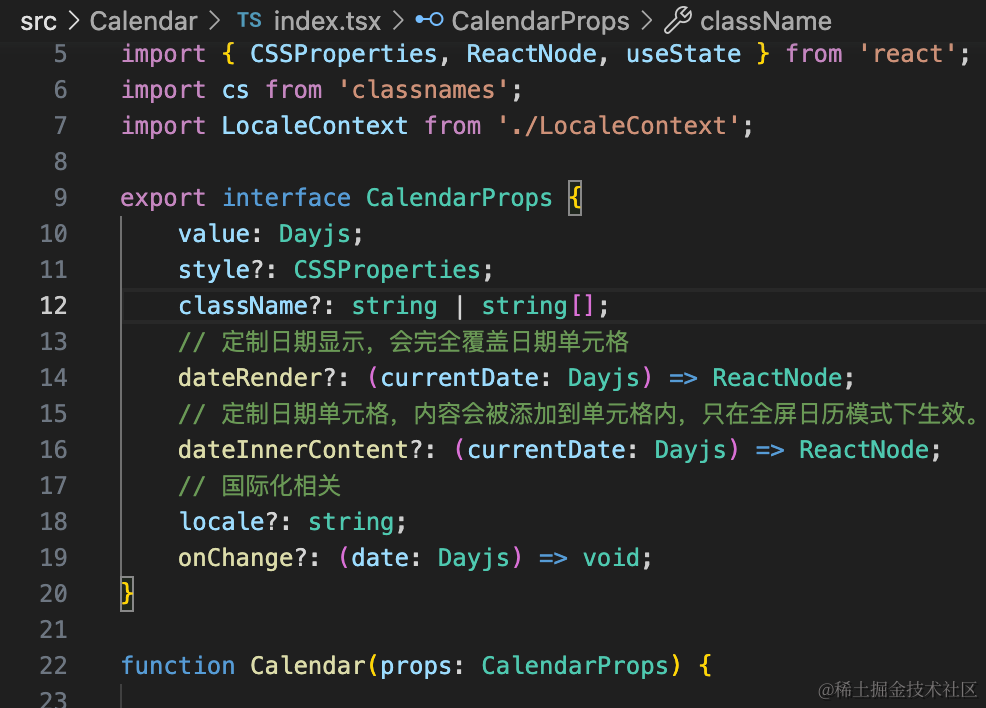 src > Calendar > TS index.tsx > CalendarProps > className
5 import { CSSProperties, ReactNode, useState } from 'react';
6 import cs from 'classnames';
7 import LocaleContext from './LocaleContext';
8
9 export interface CalendarProps {
10 value: Dayjs;
11 style?: CSSProperties;
12 className?: string | string[];
13 // 定制日期显示，会完全覆盖日期单元格
14 dateRender?: (currentDate: Dayjs) => ReactNode;
15 // 定制日期单元格，内容会被添加到单元格内，只在全屏日历模式下生效。
16 dateInnerContent?: (currentDate: Dayjs) => ReactNode;
17 // 国际化相关
18 locale?: string;
19 onChange?: (date: Dayjs) => void;
20 }
21
22 function Calendar(props: CalendarProps) {
23
@稀土掘金技术社区